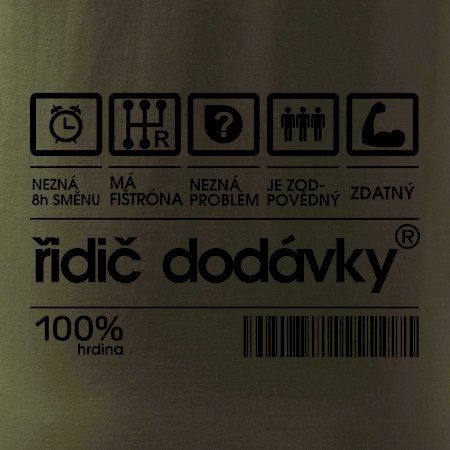 R
?
NEZNÁ
8h SMĚNU
MÁ
FIŠTRÓNA
NEZNÁ
PROBLÉM
JE ZOD-
POVĚDNÝ
ZDATNÝ
řidič dodávky®
100%
hrdina